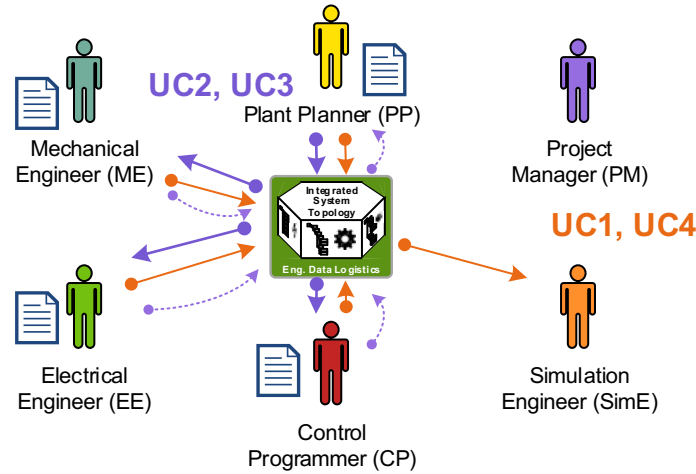 UC2, UC3
Plant Planner (PP)
Mechanical
Engineer (ME)
Project
Manager (PM)
Integrated
System
Topology
Eng. Data Logistics
UC1, UC4
Electrical
Engineer (EE)
Control
Programmer (CP)
Simulation
Engineer (SimE)